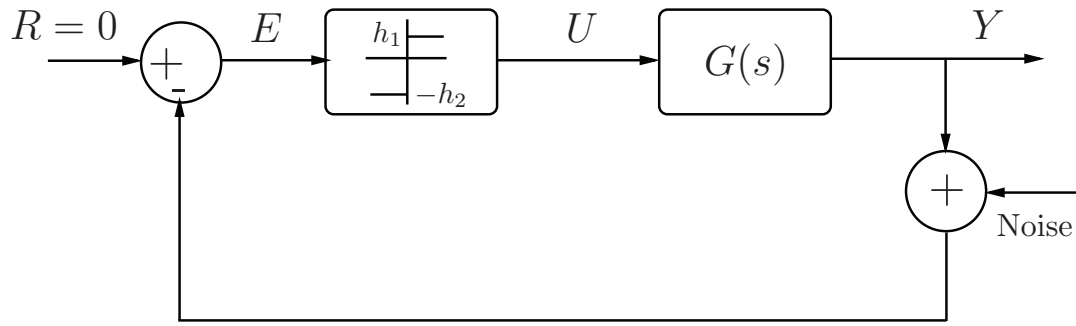 R = 0
+
-
E
h₁
−h₂
U
G(s)
Y
+
Noise